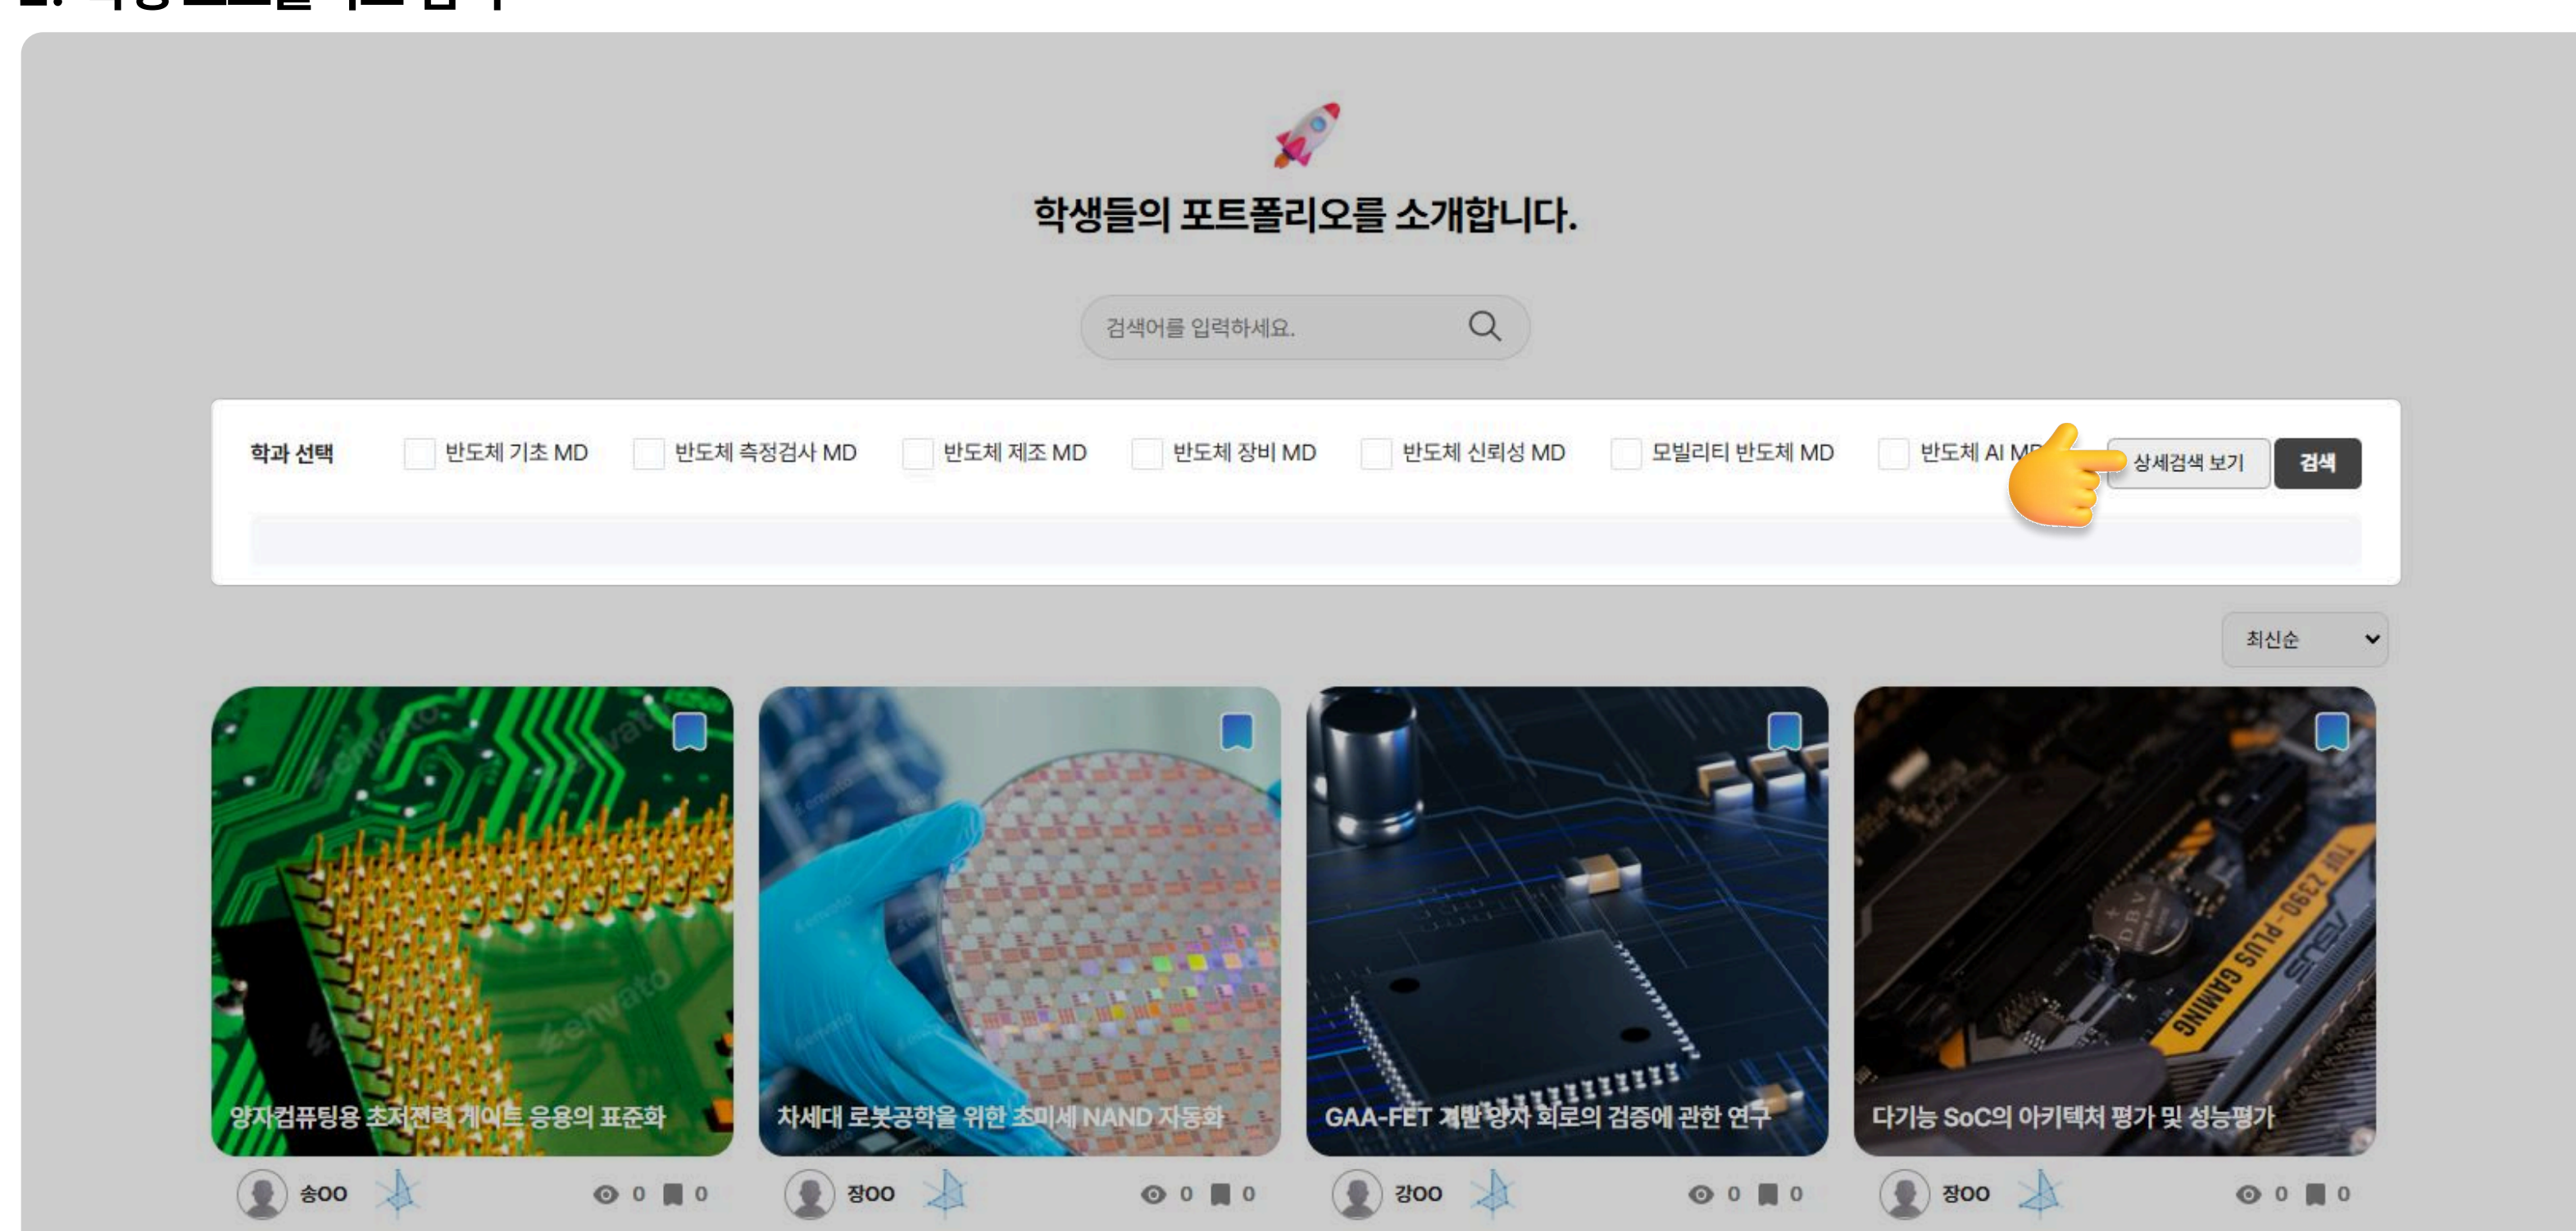 학생들의 포트폴리오를 소개합니다.
검색어를 입력하세요.
학과 선택 반도체 기초 MD 반도체 측정검사 MD 반도체 제조 MD 반도체 장비 MD 반도체 신뢰성 MD 모빌리티 반도체 MD 반도체 AI MD 상세검색 보기 검색
최신순
envato
envato
envato
TUF Z390-PLUS GAMING
ASUS
양자컴퓨팅용 초저전력 게이트 응용의 표준화
차세대 로봇공학을 위한 초미세 NAND 자동화
GAA-FET 기반 양자 회로의 검증에 관한 연구
다기능 SoC의 아키텍처 평가 및 성능평가
송OO 0 0
장OO 0 0
강OO 0 0
장OO 0 0